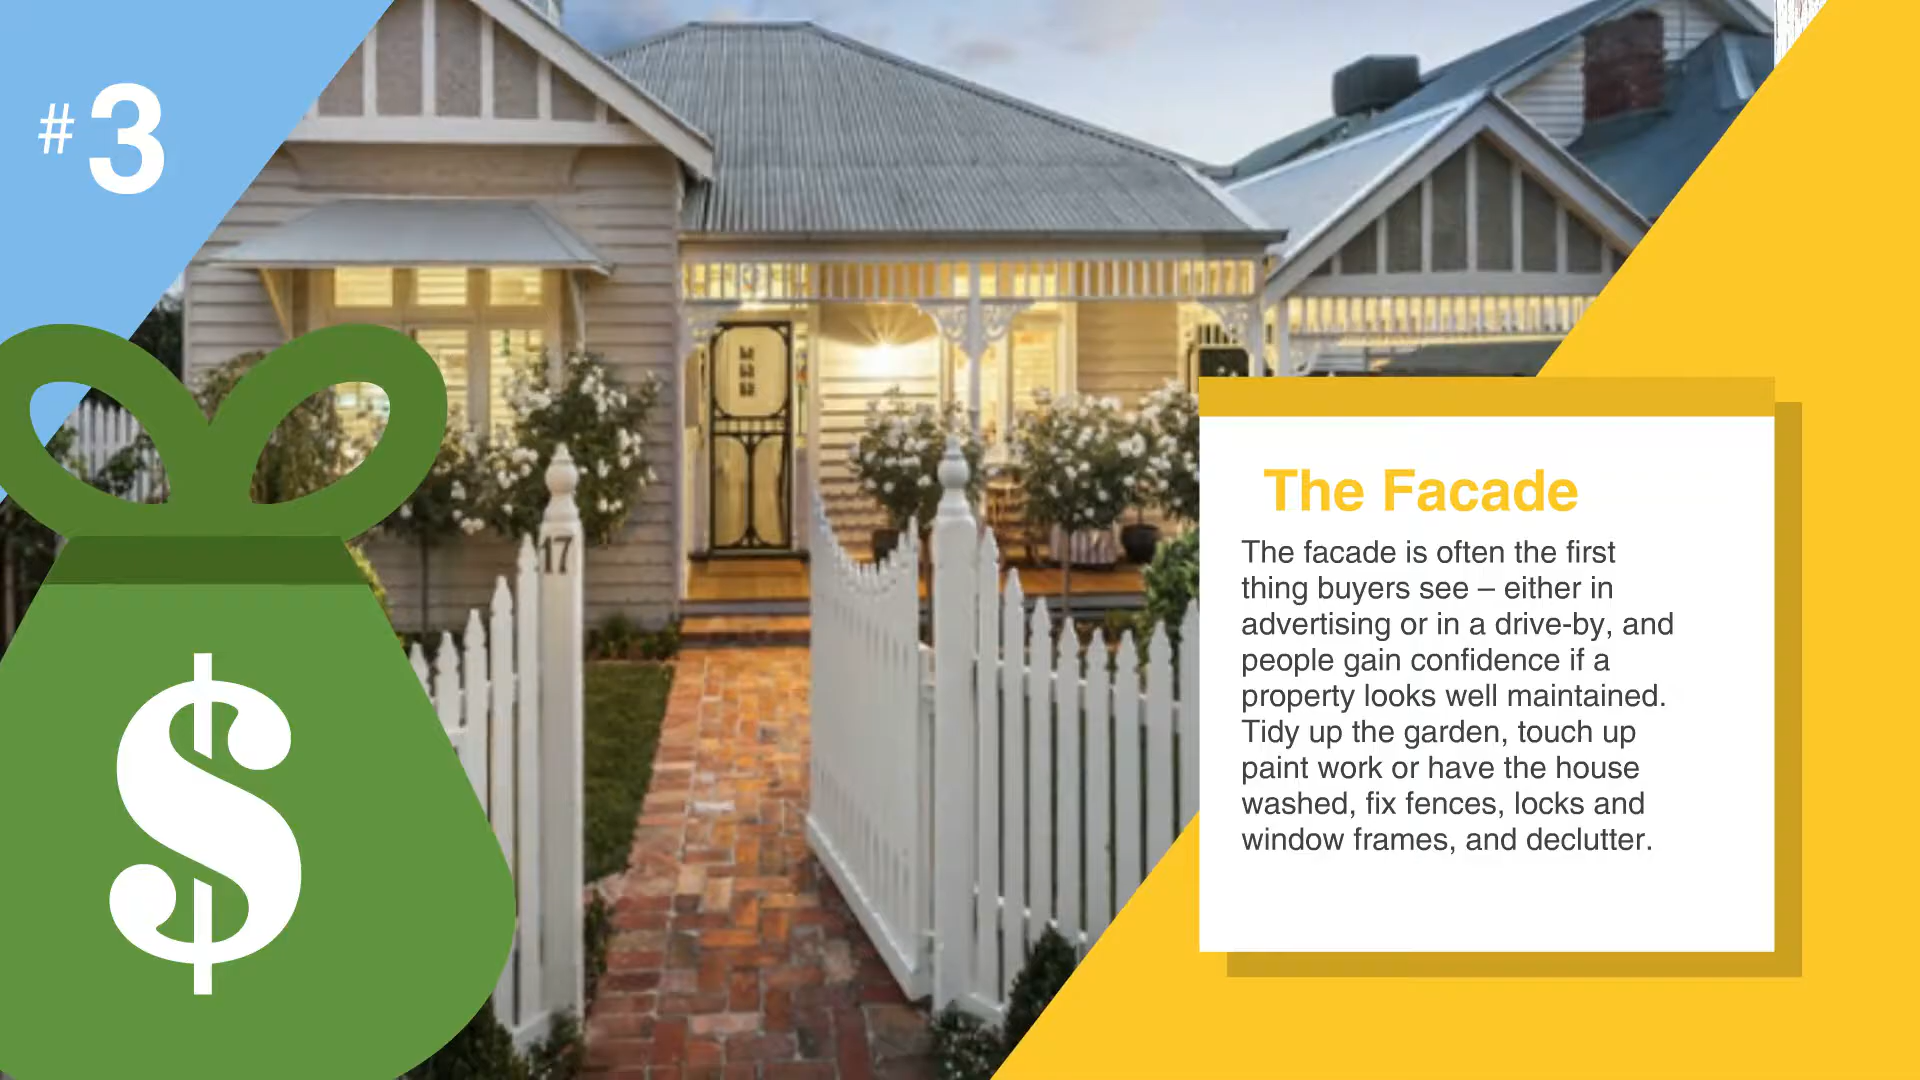 #3
17
$
The Facade
The facade is often the first
thing buyers see – either in
advertising or in a drive-by, and
people gain confidence if a
property looks well maintained.
Tidy up the garden, touch up
paint work or have the house
washed, fix fences, locks and
window frames, and declutter.